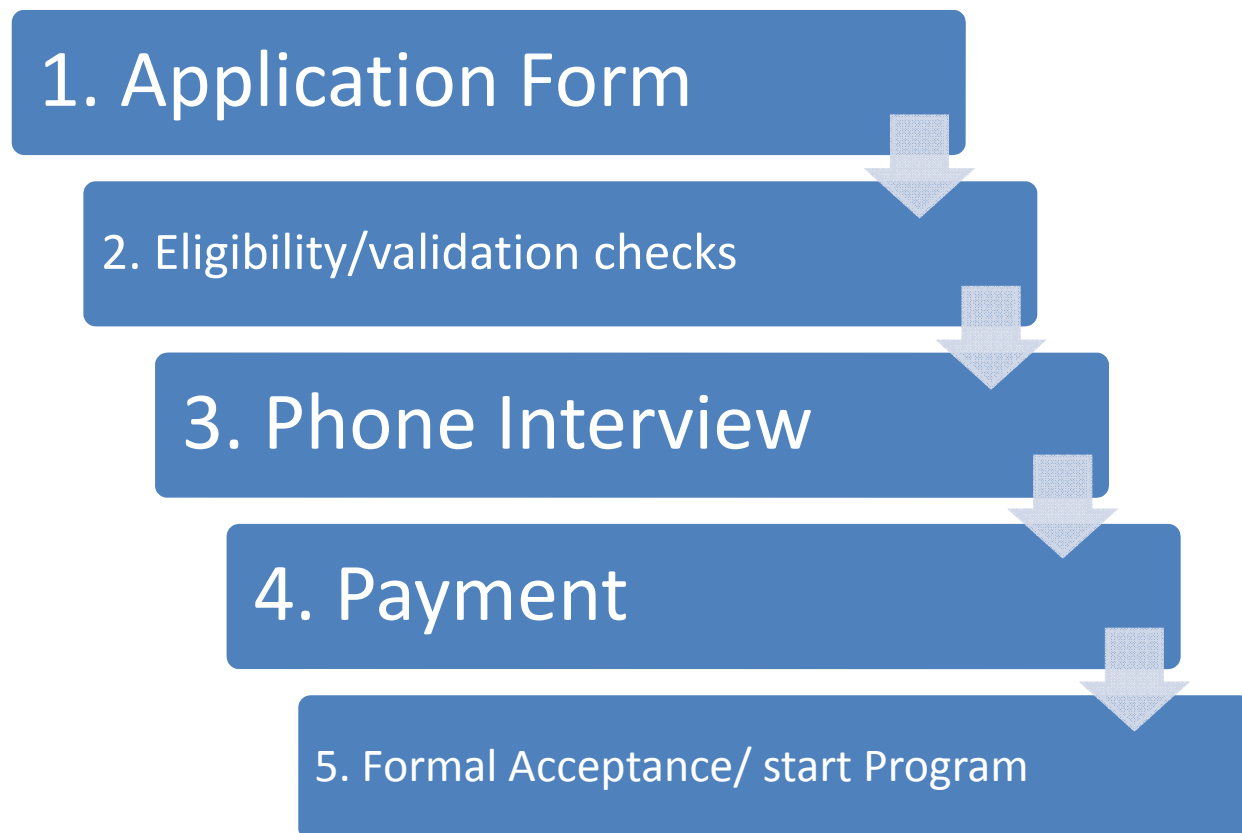 1. Application Form
2. Eligibility/validation checks
3. Phone Interview
4. Payment
5. Formal Acceptance/ start Program